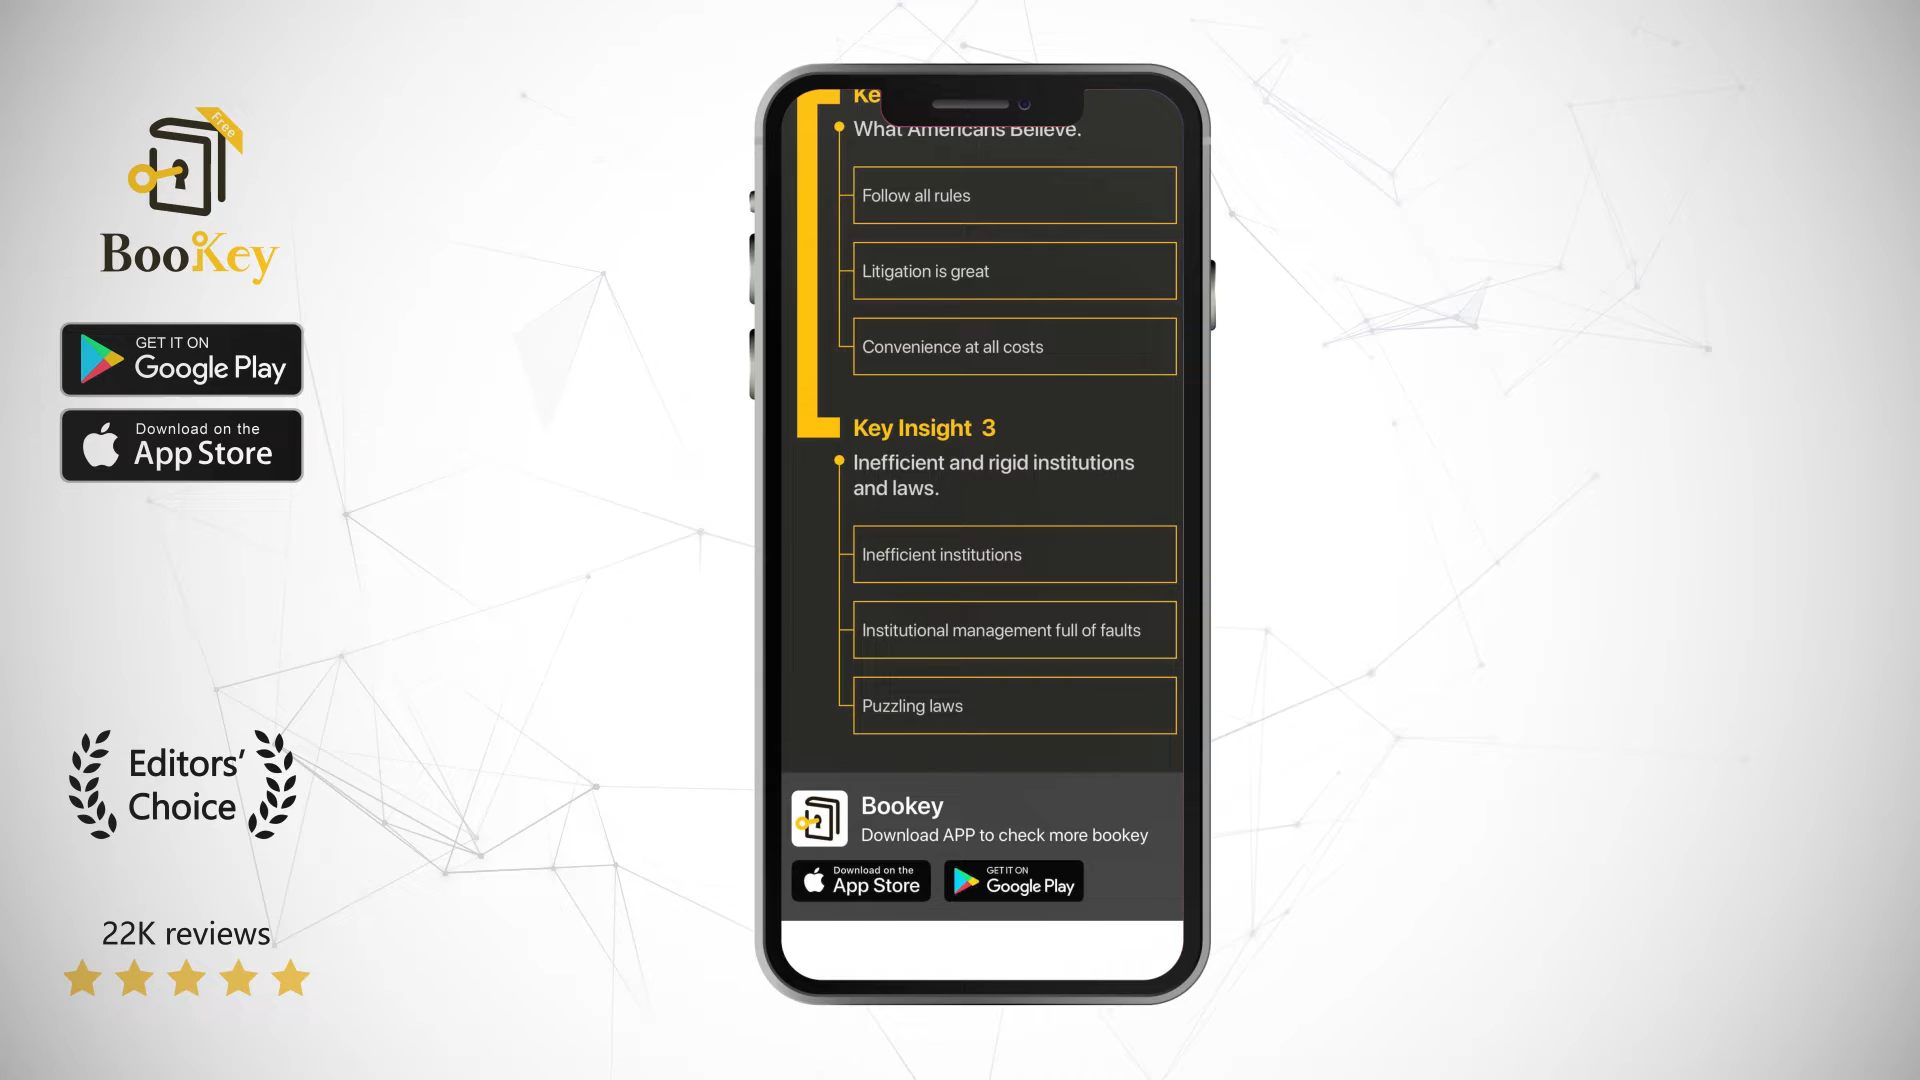 Free
BooKey
GET IT ON
Google Play
Download on the
App Store
Editors’
Choice
22K reviews
What Americans Believe.
Follow all rules
Litigation is great
Convenience at all costs
Key Insight 3
Inefficient and rigid institutions
and laws.
Inefficient institutions
Institutional management full of faults
Puzzling laws
Bookey
Download APP to check more bookey
Download on the
App Store
GET IT ON
Google Play